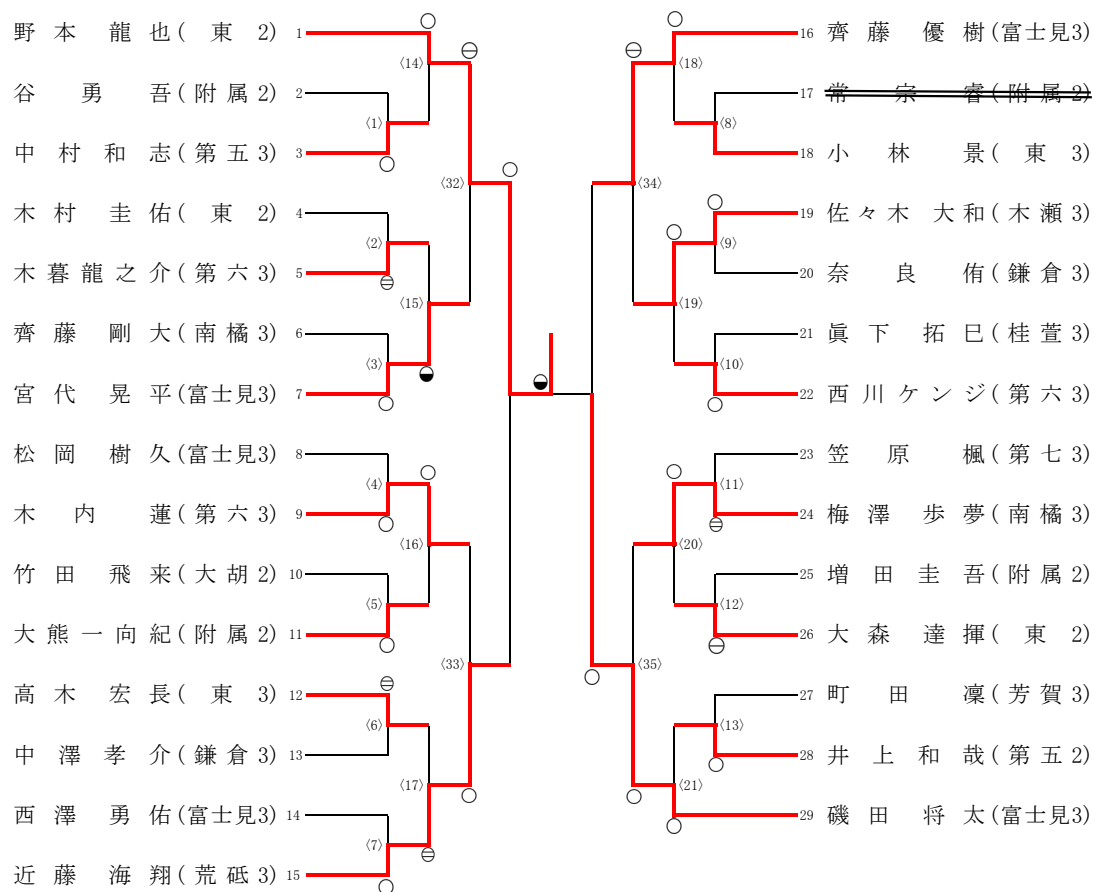 野本龍也(東2) 1
谷勇吾(附属2) 2
中村和志(第五3) 3
木村圭佑(東2) 4
木暮龍之介(第六3) 5
齊藤剛大(南橘3) 6
宮代晃平(富士見3) 7
松岡樹久(富士見3) 8
木内蓮(第六3) 9
竹田飛来(大胡2) 10
大熊一向紀(附属2) 11
高木宏長(東3) 12
中澤孝介(鎌倉3) 13
西澤勇佑(富士見3) 14
近藤海翔(荒砥3) 15
〈1〉
〈2〉
〈3〉
〈4〉
〈5〉
〈6〉
〈7〉
〈14〉
〈15〉
〈16〉
〈17〉
〈32〉
〈33〉
〈34〉
〈35〉
〈18〉
〈19〉
〈20〉
〈21〉
〈8〉
〈9〉
〈10〉
〈11〉
〈12〉
〈13〉
16 齊藤優樹(富士見3)
17 常宗睿(附属2)
18 小林景(東3)
19 佐々木大和(木瀬3)
20 奈良侑(鎌倉3)
21 眞下拓巳(桂萱3)
22 西川ケンジ(第六3)
23 笠原楓(第七3)
24 梅澤歩夢(南橘3)
25 増田圭吾(附属2)
26 大森達揮(東2)
27 町田凜(芳賀3)
28 井上和哉(第五2)
29 磯田将太(富士見3)